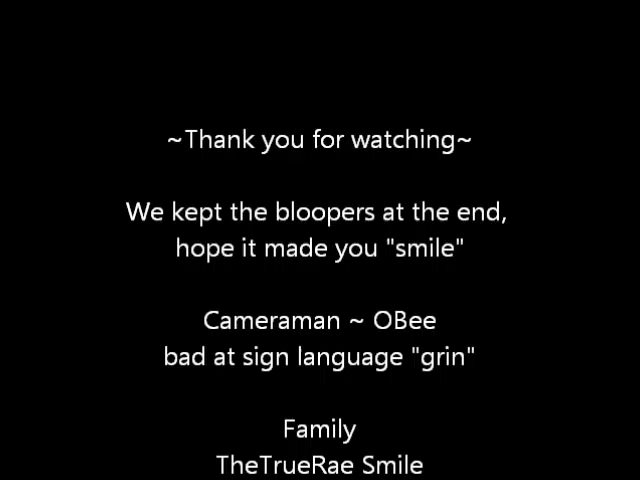 ~Thank you for watching~
We kept the bloopers at the end,
hope it made you "smile"
Cameraman ~ OBee
bad at sign language "grin"
Family
TheTrueRae Smile